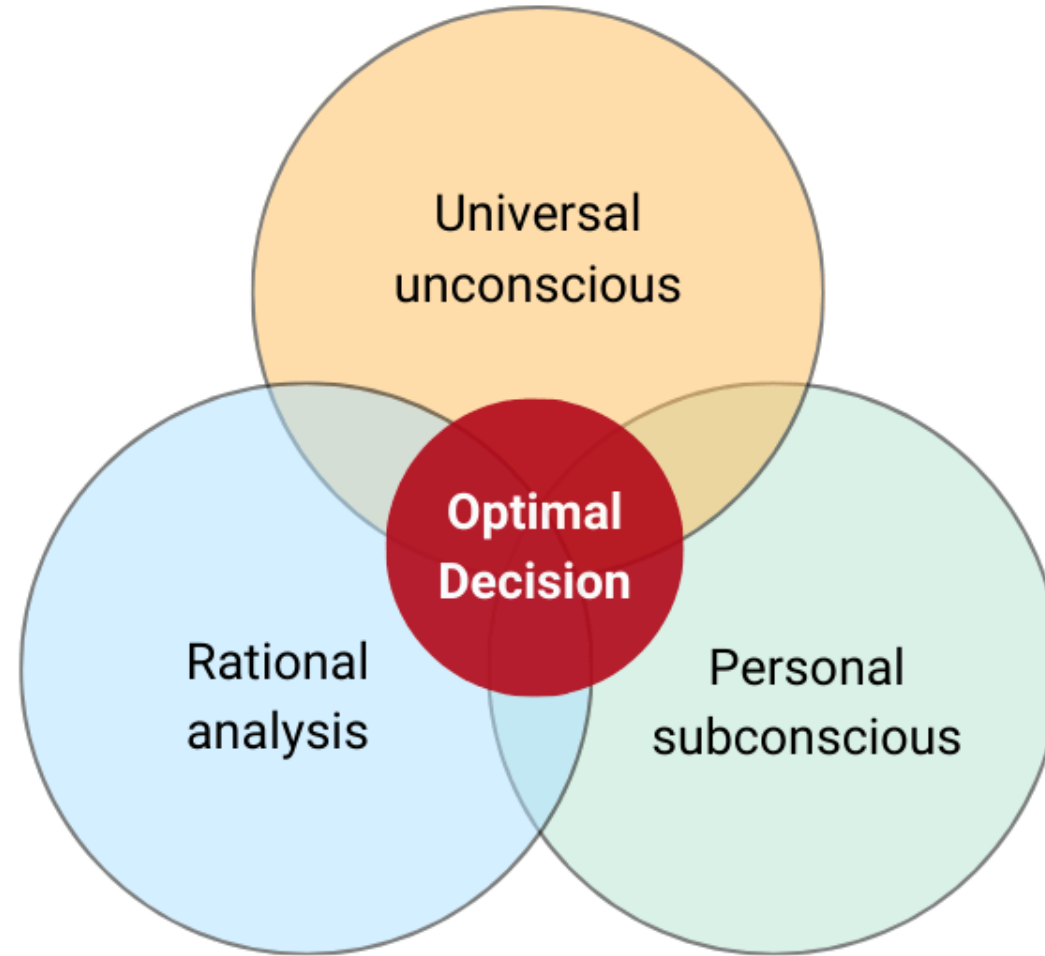 Universal
unconscious
Optimal
Decision
Rational
analysis
Personal
subconscious